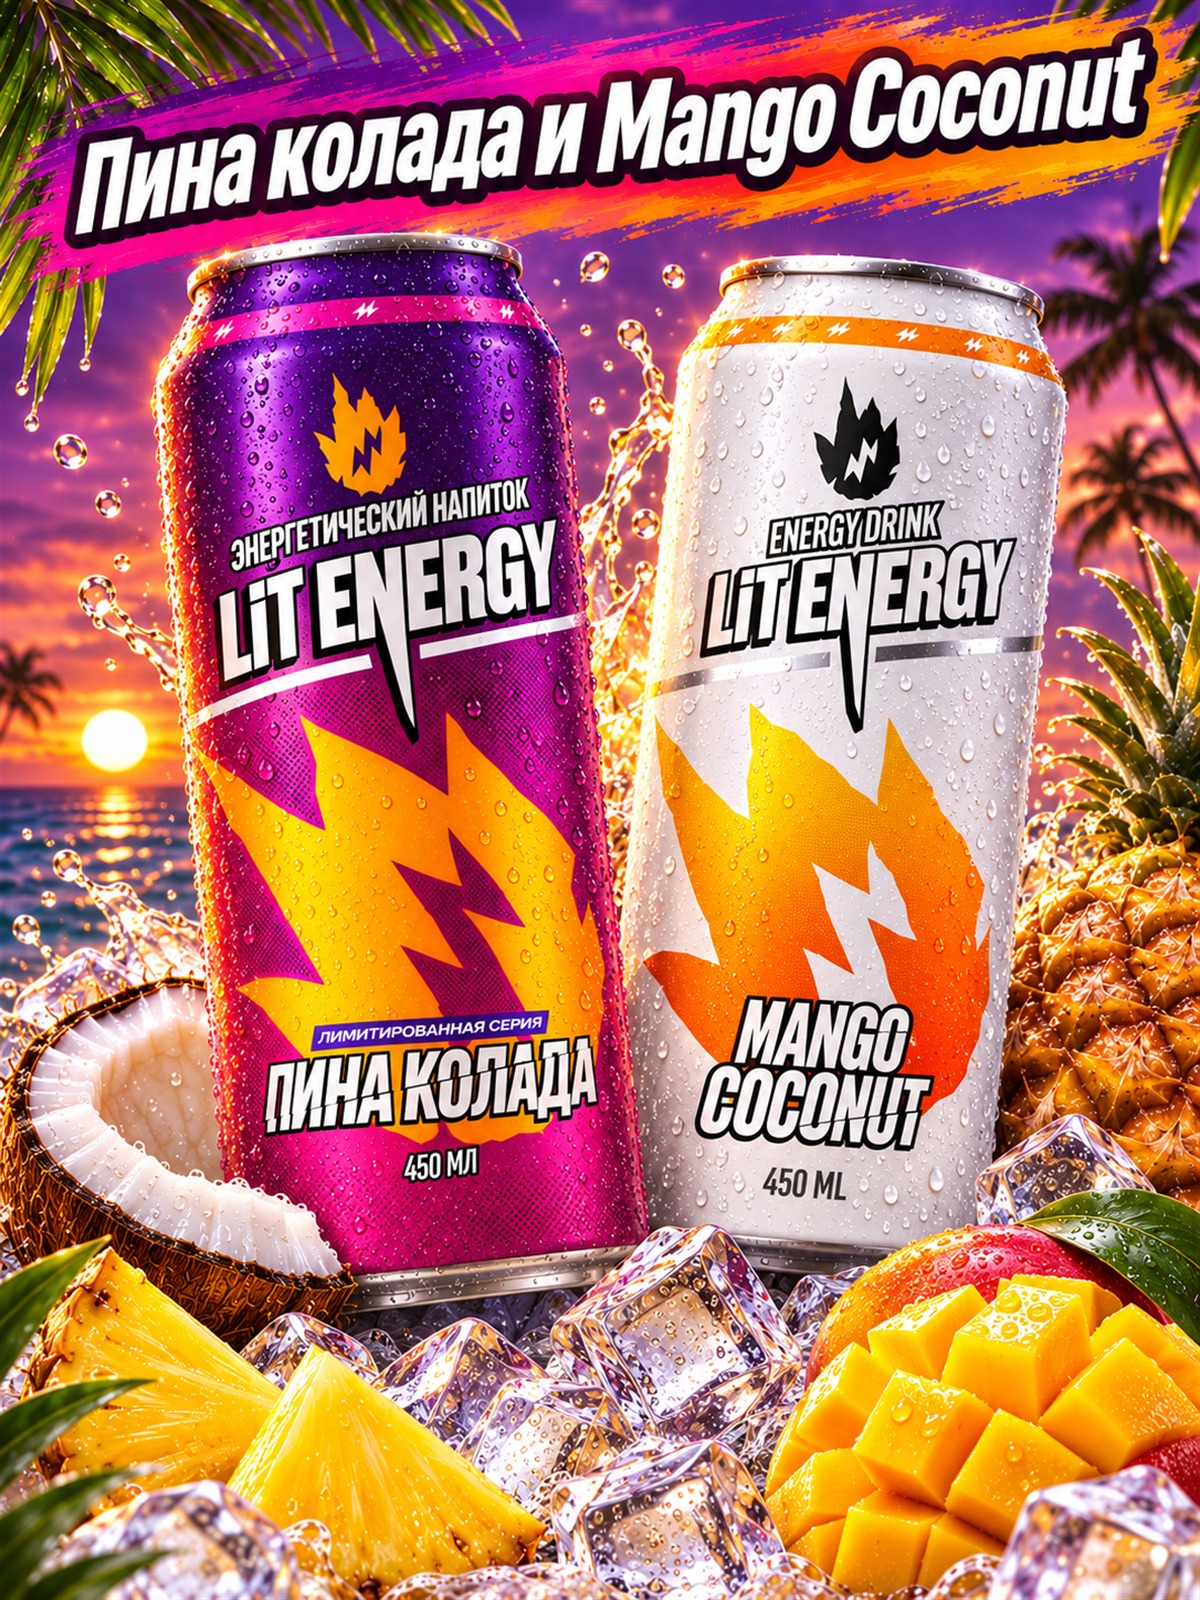 Пина колада и Mango Coconut
ЭНЕРГЕТИЧЕСКИЙ НАПИТОК
LiT ENERGY
ЛИМИТИРОВАННАЯ СЕРИЯ
ПИНА КОЛАДА
450 МЛ
ENERGY DRINK
LiT ENERGY
MANGO
COCONUT
450 ML